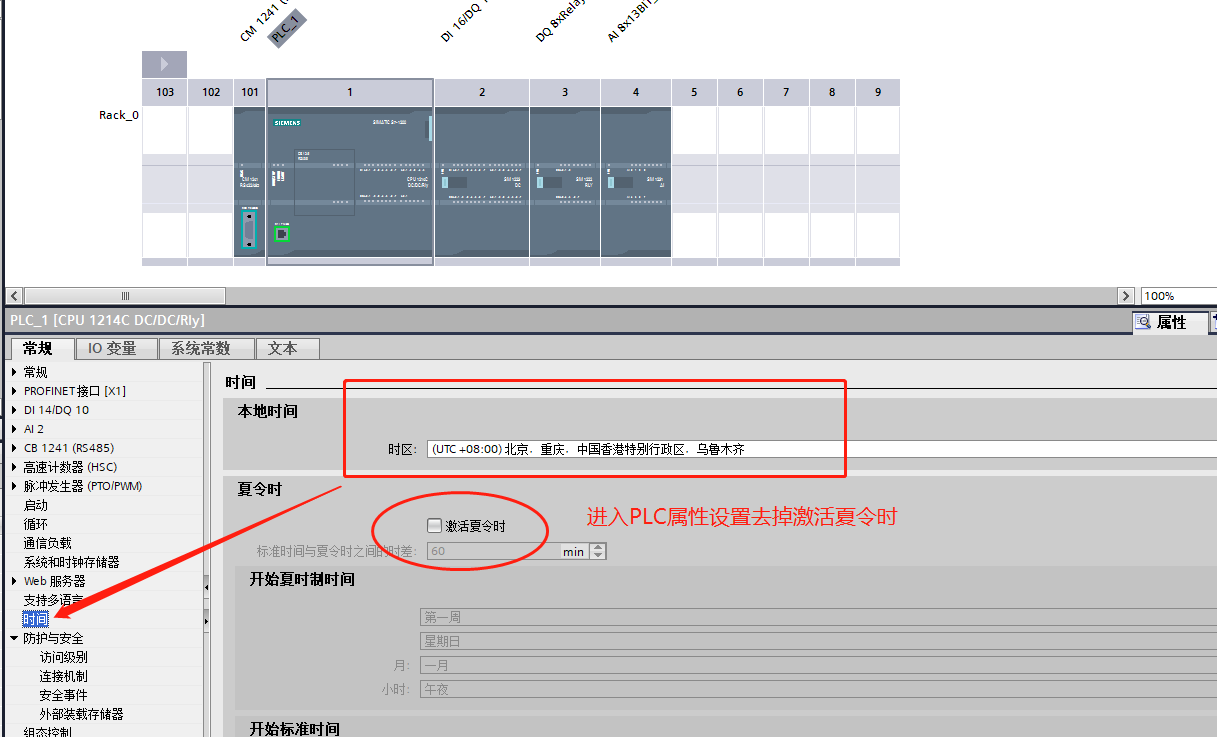 CM 1241
PLC_1
DI 16/DQ
DQ 8xRelay
AI 8x13BIT_
103 102 101 1 2 3 4 5 6 7 8 9
Rack_0
SIEMENS SIMATIC S7-1200
100%
PLC_1 [CPU 1214C DC/DC/Rly]
属性
常规 IO 变量 系统常数 文本
常规
PROFINET接口 [X1]
DI 14/DQ 10
AI 2
CB 1241 (RS485)
高速计数器 (HSC)
脉冲发生器 (PTO/PWM)
启动
循环
通信负载
系统和时钟存储器
Web 服务器
支持多语言
时间
防护与安全
访问级别
连接机制
安全事件
外部装载存储器
组态控制
时间
本地时间
时区: (UTC +08:00) 北京，重庆，中国香港特别行政区，乌鲁木齐
夏令时
激活夏令时
进入PLC属性设置去掉激活夏令时
标准时间与夏令时之间的时差: 60 min
开始夏时制时间
第一周
星期日
月: 一月
小时: 午夜
开始标准时间